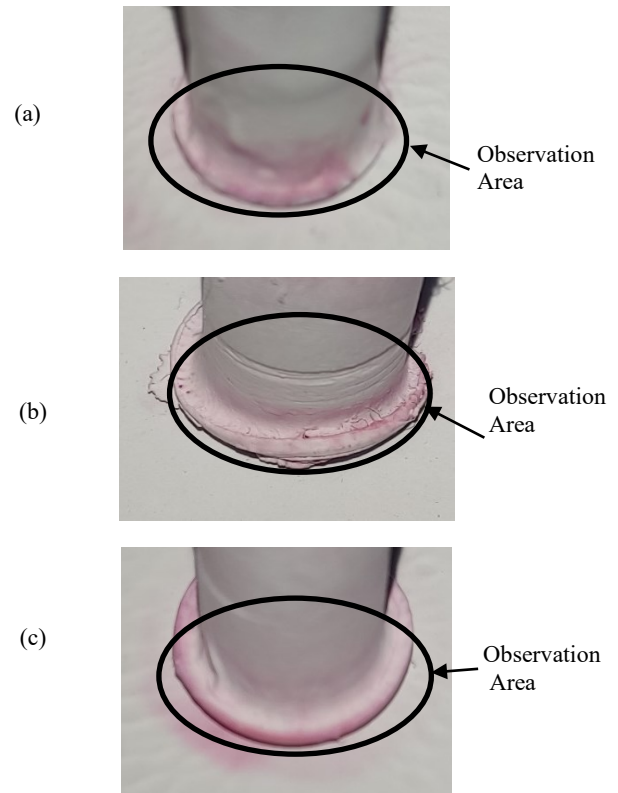 (a)
Observation
Area
(b)
Observation
Area
(c)
Observation
Area